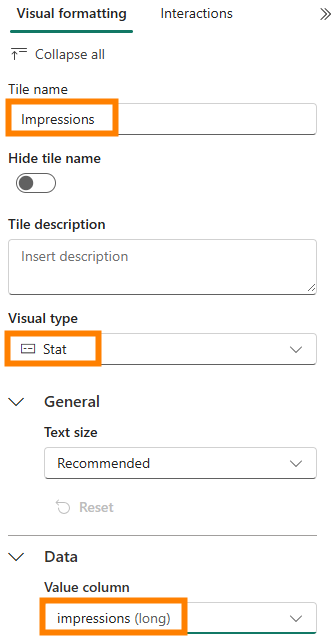 Visual formatting Interactions
Collapse all
Tile name
Impressions
Hide tile name
Tile description
Insert description
Visual type
Stat
General
Text size
Recommended
Reset
Data
Value column
impressions (long)